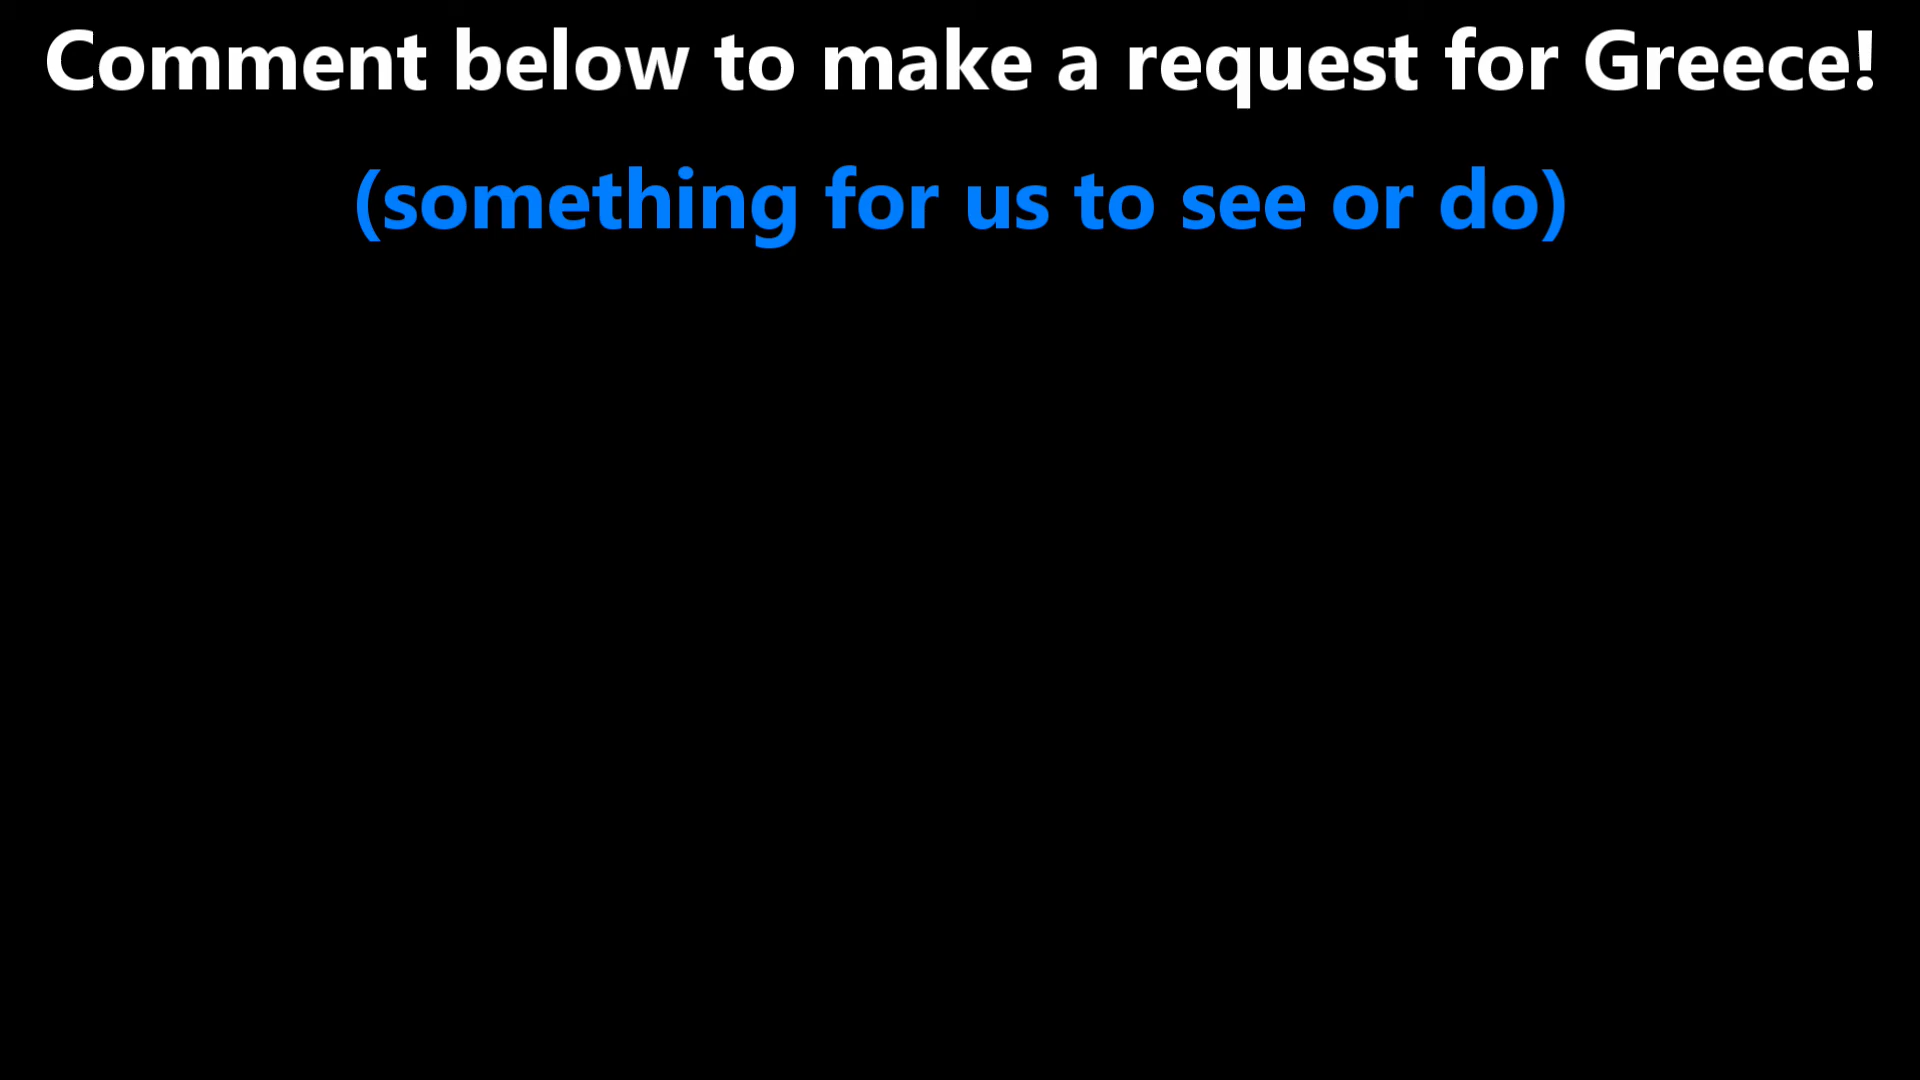 Comment below to make a request for Greece!
(something for us to see or do)